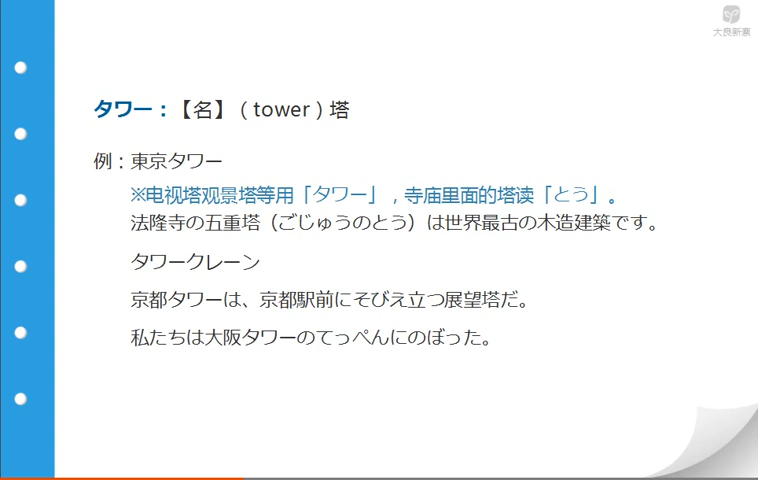 大良新寨
タワー：【名】（tower）塔
例：東京タワー
※电视塔观景塔等用「タワー」，寺庙里面的塔读「とう」。
法隆寺の五重塔（ごじゅうのとう）は世界最古の木造建築です。
タワークレーン
京都タワーは、京都駅前にそびえ立つ展望塔だ。
私たちは大阪タワーのてっぺんにのぼった。